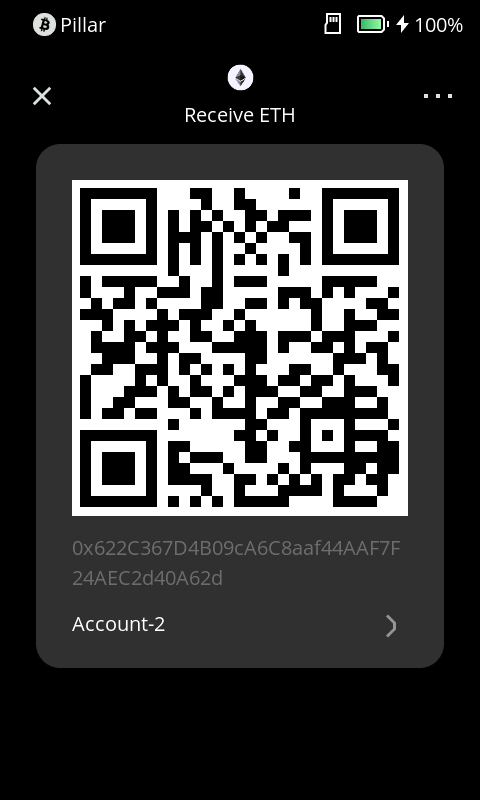 Pillar
100%
Receive ETH
0x622C367D4B09cA6C8aaf44AAF7F
24AEC2d40A62d
Account-2